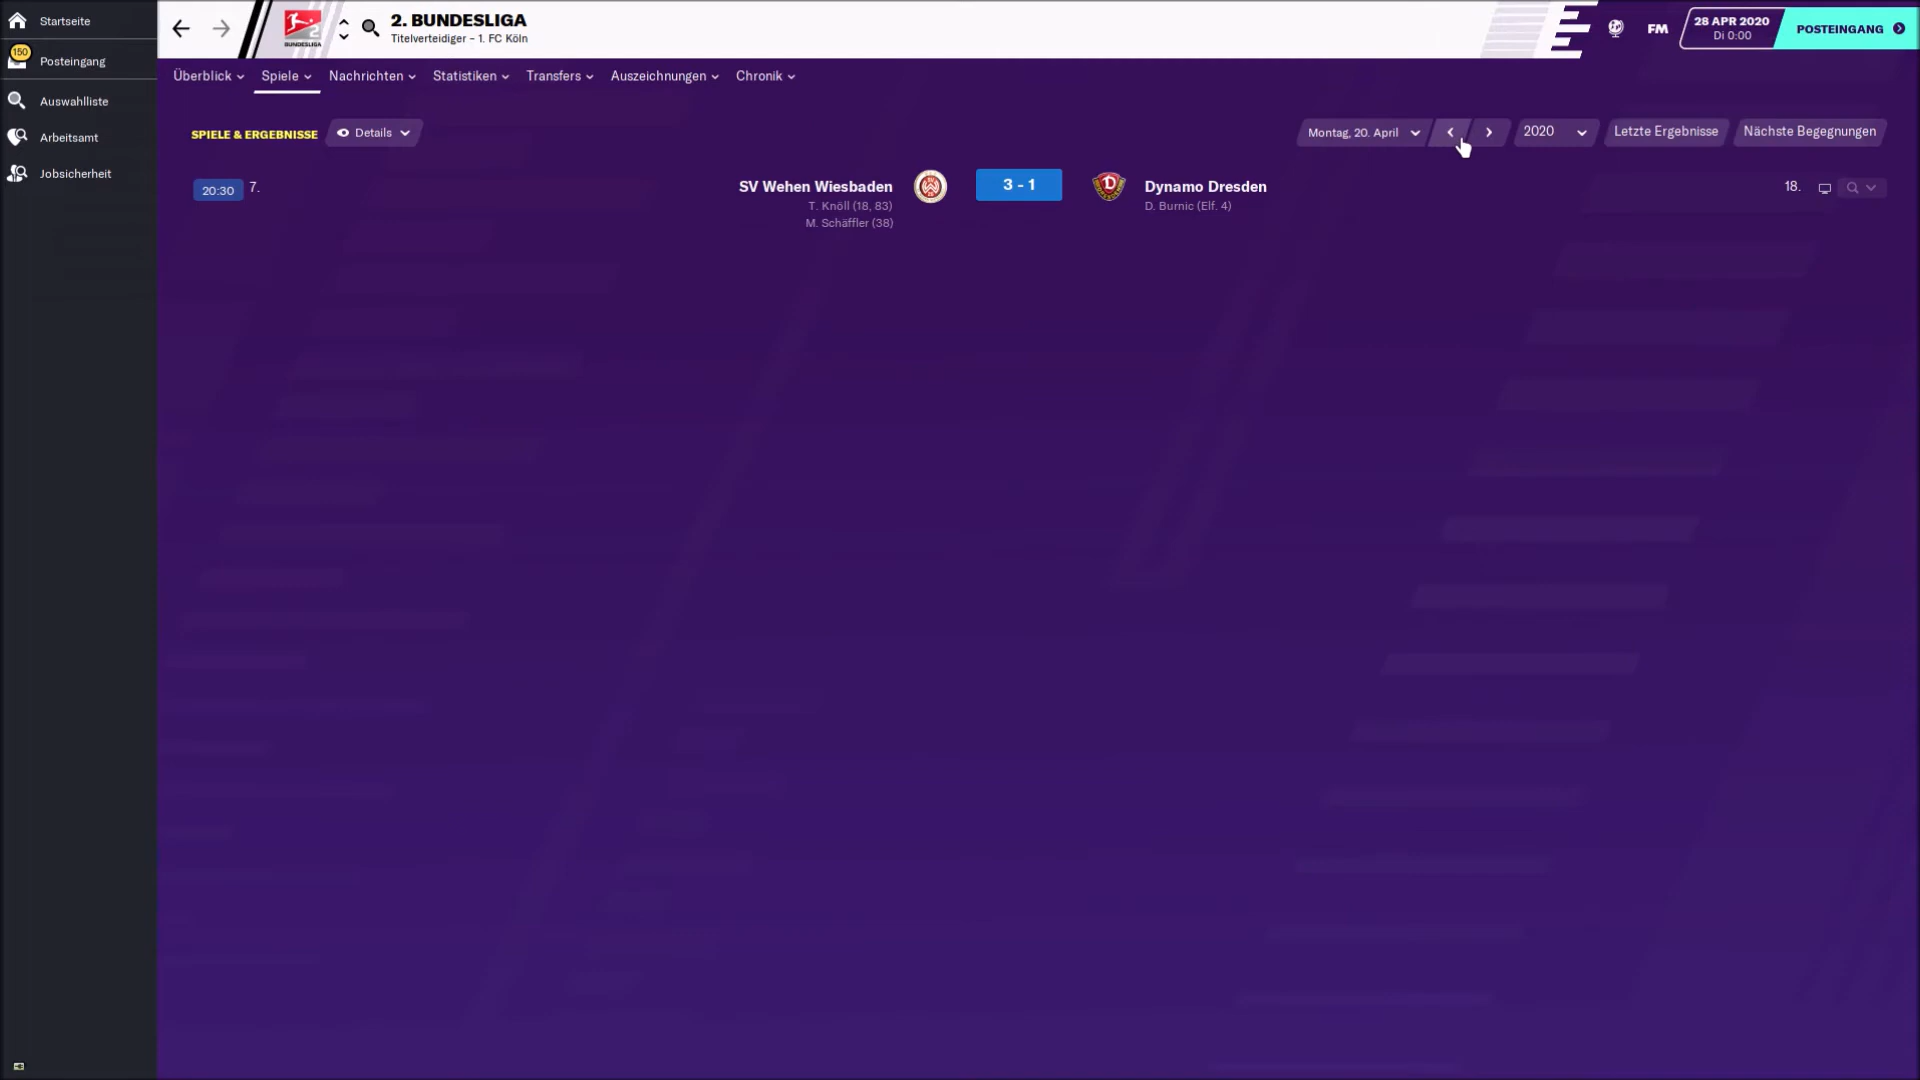 Startseite
150
Posteingang
Auswahlliste
Arbeitsamt
Jobsicherheit
BUNDESLIGA
2. BUNDESLIGA
Titelverteidiger – 1. FC Köln
FM
28 APR 2020
Di 0:00
POSTEINGANG
Überblick
Spiele
Nachrichten
Statistiken
Transfers
Auszeichnungen
Chronik
SPIELE & ERGEBNISSE
Details
Montag, 20. April
2020
Letzte Ergebnisse
Nächste Begegnungen
20:30
7.
SV Wehen Wiesbaden
3 - 1
Dynamo Dresden
18.
T. Knöll (18, 83)
D. Burnic (Elf. 4)
M. Schäffler (38)